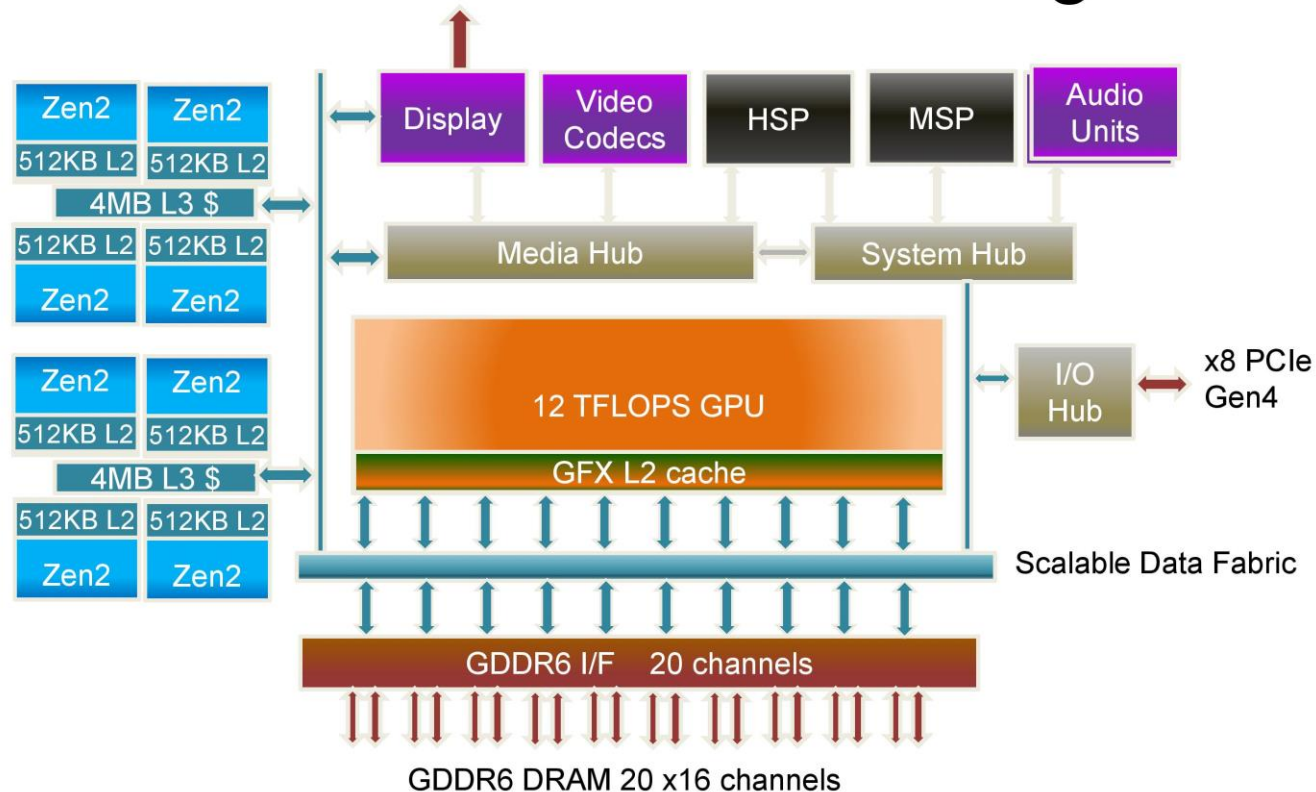 Zen2 Zen2
512KB L2 512KB L2
4MB L3 $
512KB L2 512KB L2
Zen2 Zen2
Zen2 Zen2
512KB L2 512KB L2
4MB L3 $
512KB L2 512KB L2
Zen2 Zen2
Display
Video
Codecs
HSP
MSP
Audio
Units
Media Hub
System Hub
12 TFLOPS GPU
GFX L2 cache
I/O
Hub
x8 PCIe
Gen4
Scalable Data Fabric
GDDR6 I/F 20 channels
GDDR6 DRAM 20 x16 channels